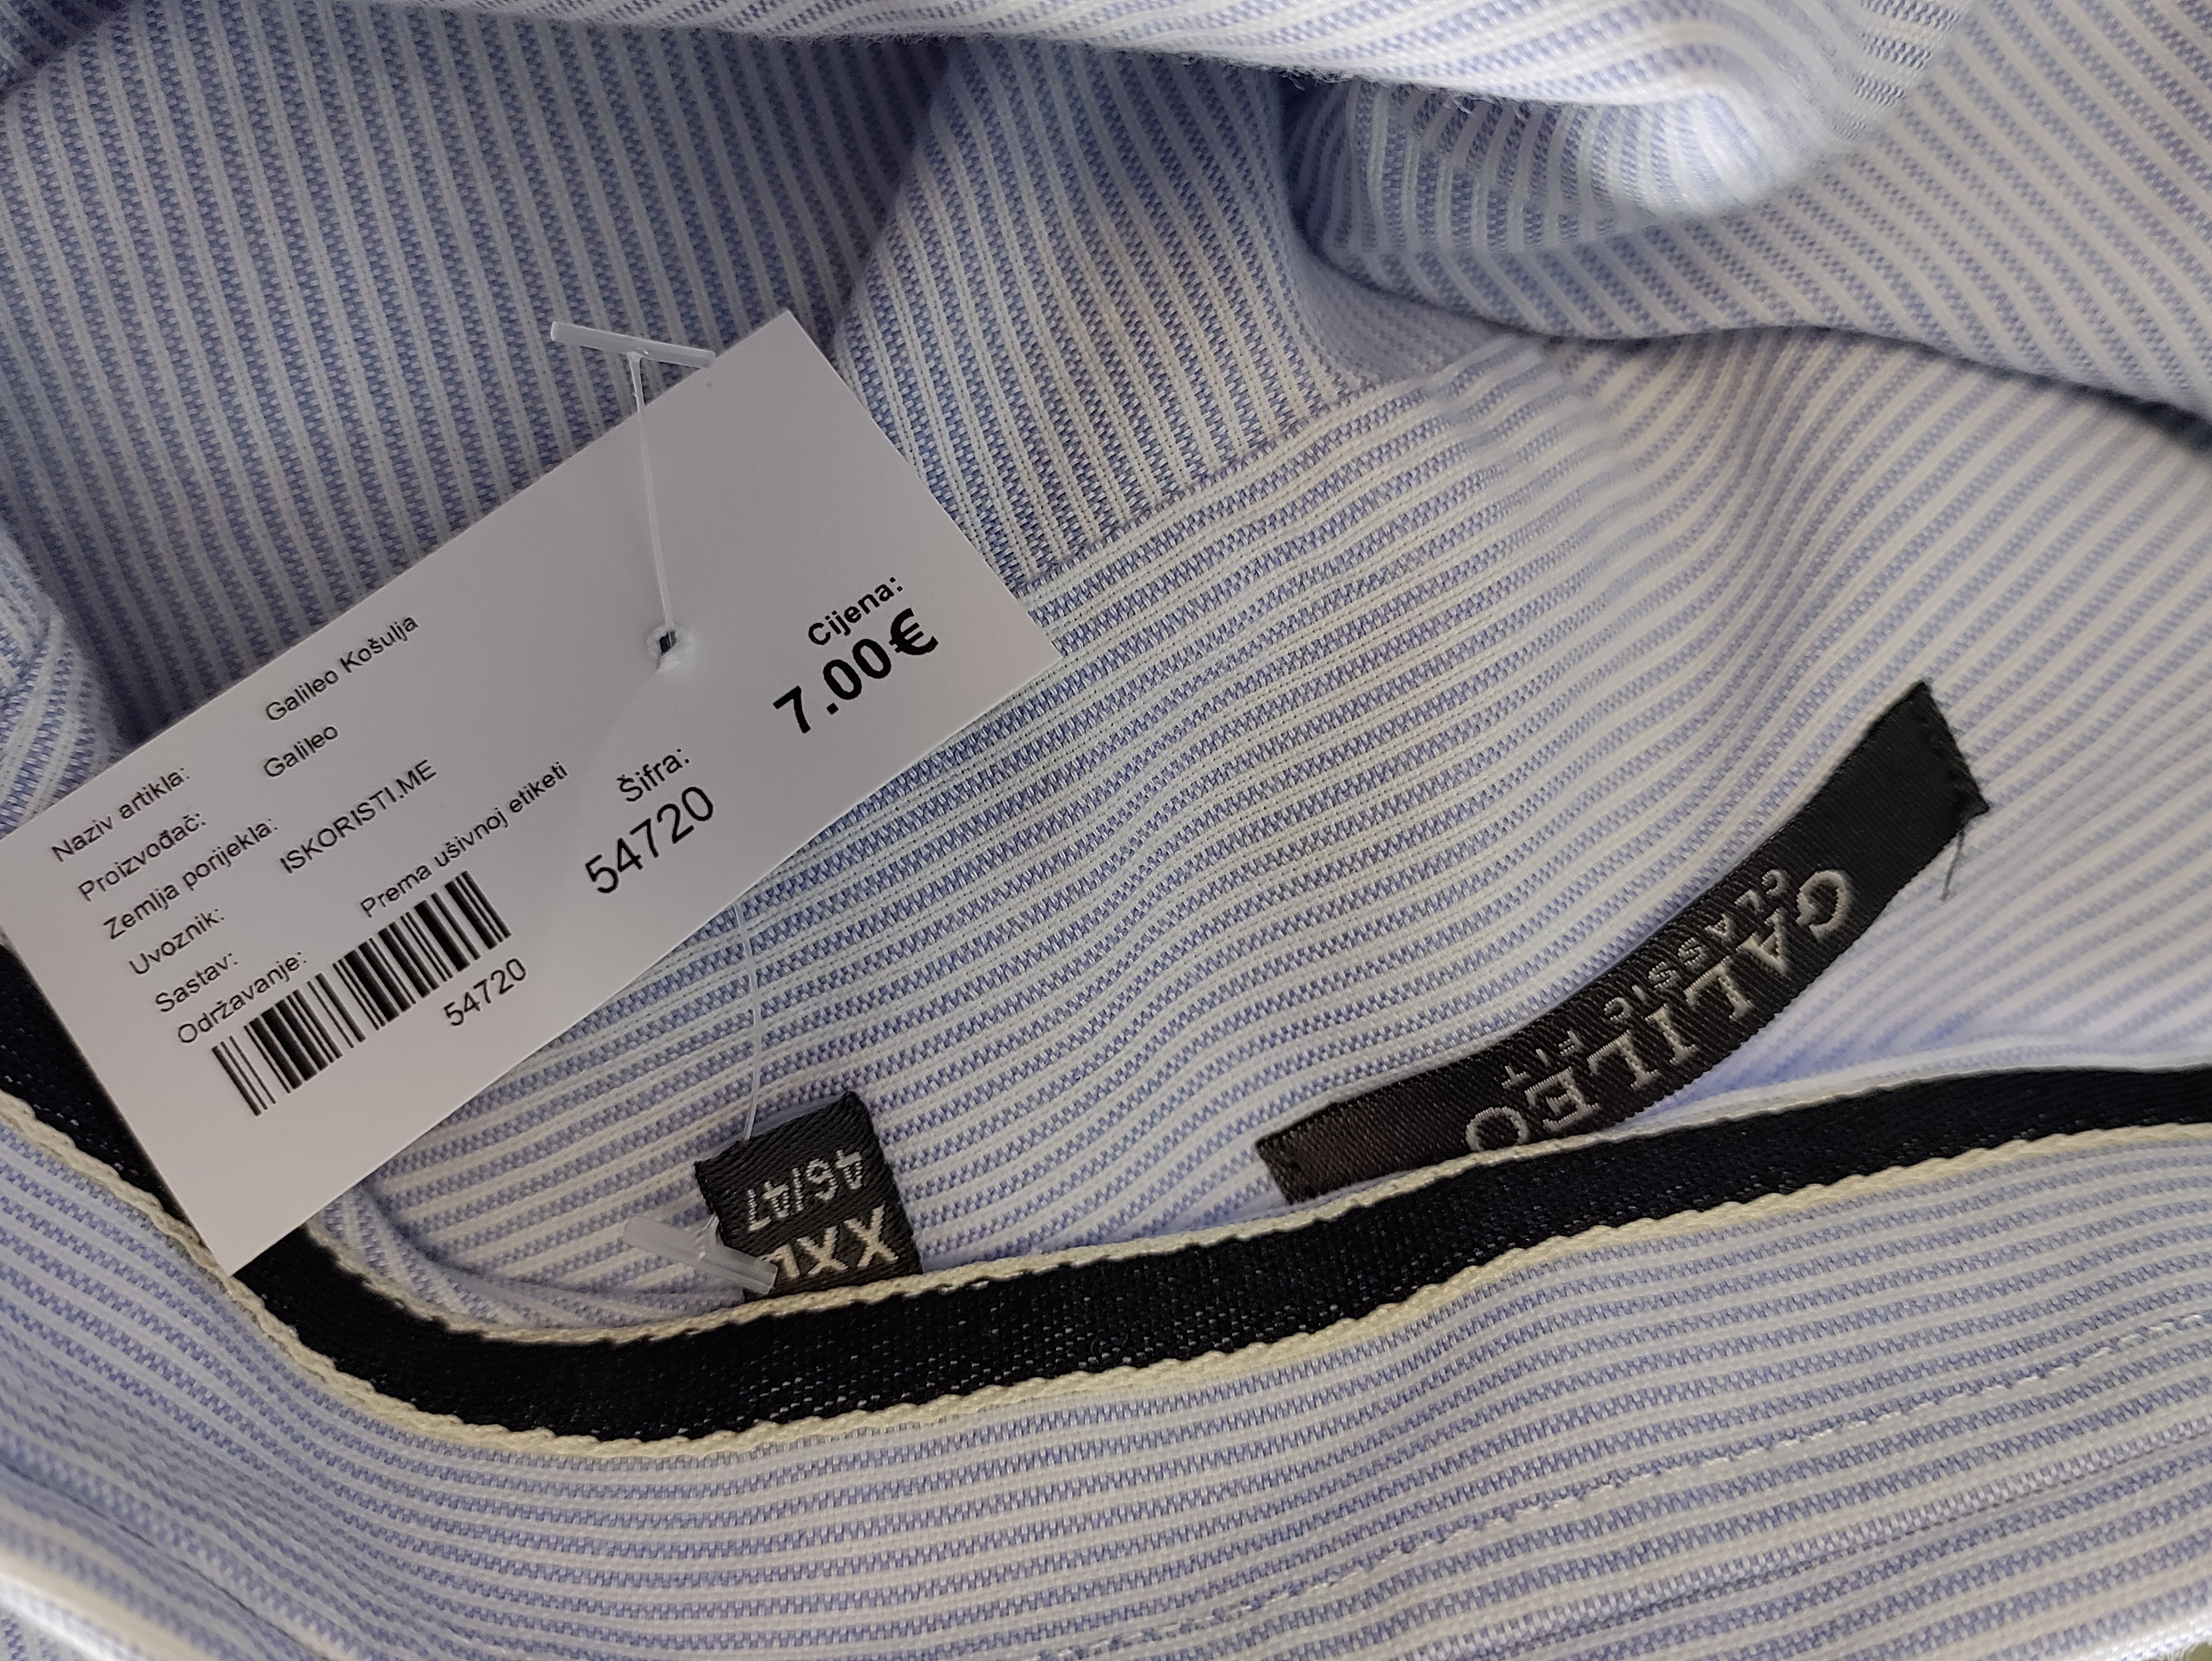 Naziv artikla: Galileo Košulja
Proizvođač: Galileo
Zemlja porijekla:
Uvoznik: ISKORISTI.ME
Sastav:
Održavanje: Prema ušivnoj etiketi
54720
Šifra:
54720
Cijena:
7.00€
GALILEO
CLASSIC FIT
XXL
46/47